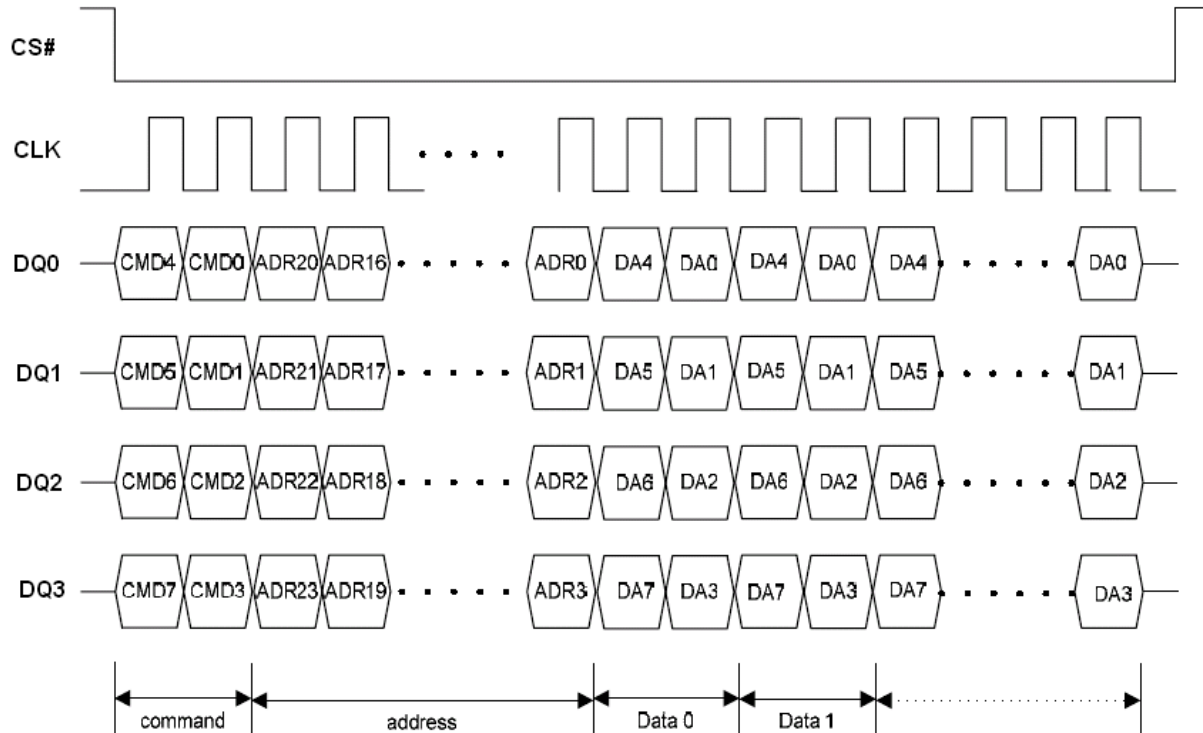 CS#
CLK
DQ0 CMD4 CMD0 ADR20 ADR16 ADR0 DA4 DA0 DA4 DA0 DA4 DA0
DQ1 CMD5 CMD1 ADR21 ADR17 ADR1 DA5 DA1 DA5 DA1 DA5 DA1
DQ2 CMD6 CMD2 ADR22 ADR18 ADR2 DA6 DA2 DA6 DA2 DA6 DA2
DQ3 CMD7 CMD3 ADR23 ADR19 ADR3 DA7 DA3 DA7 DA3 DA7 DA3
command address Data 0 Data 1